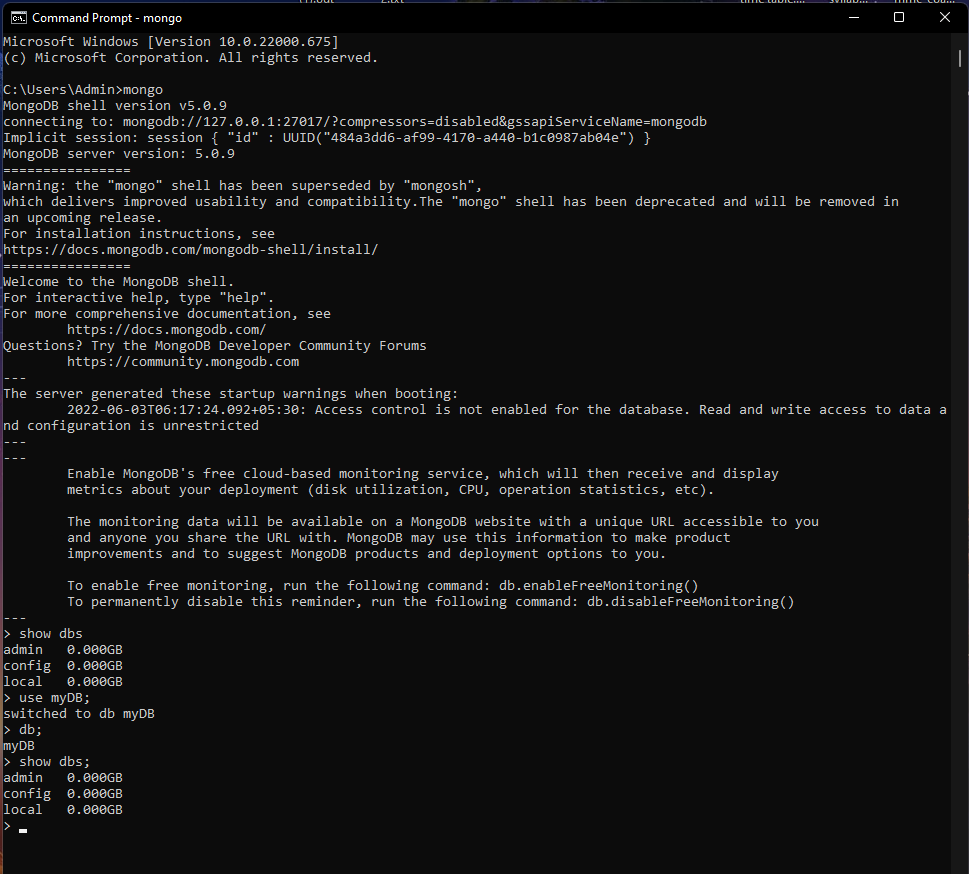 Command Prompt - mongo
Microsoft Windows [Version 10.0.22000.675]
(c) Microsoft Corporation. All rights reserved.
C:\Users\Admin>mongo
MongoDB shell version v5.0.9
connecting to: mongodb://127.0.0.1:27017/?compressors=disabled&gssapiServiceName=mongodb
Implicit session: session { "id" : UUID("484a3dd6-af99-4170-a440-b1c0987ab04e") }
MongoDB server version: 5.0.9
================
Warning: the "mongo" shell has been superseded by "mongosh",
which delivers improved usability and compatibility.The "mongo" shell has been deprecated and will be removed in
an upcoming release.
For installation instructions, see
https://docs.mongodb.com/mongodb-shell/install/
================
Welcome to the MongoDB shell.
For interactive help, type "help".
For more comprehensive documentation, see
        https://docs.mongodb.com/
Questions? Try the MongoDB Developer Community Forums
        https://community.mongodb.com
---
The server generated these startup warnings when booting:
        2022-06-03T06:17:24.092+05:30: Access control is not enabled for the database. Read and write access to data a
nd configuration is unrestricted
---
---
        Enable MongoDB's free cloud-based monitoring service, which will then receive and display
        metrics about your deployment (disk utilization, CPU, operation statistics, etc).
        The monitoring data will be available on a MongoDB website with a unique URL accessible to you
        and anyone you share the URL with. MongoDB may use this information to make product
        improvements and to suggest MongoDB products and deployment options to you.
        To enable free monitoring, run the following command: db.enableFreeMonitoring()
        To permanently disable this reminder, run the following command: db.disableFreeMonitoring()
---
> show dbs
admin   0.000GB
config  0.000GB
local   0.000GB
> use myDB;
switched to db myDB
> db;
myDB
> show dbs;
admin   0.000GB
config  0.000GB
local   0.000GB
>